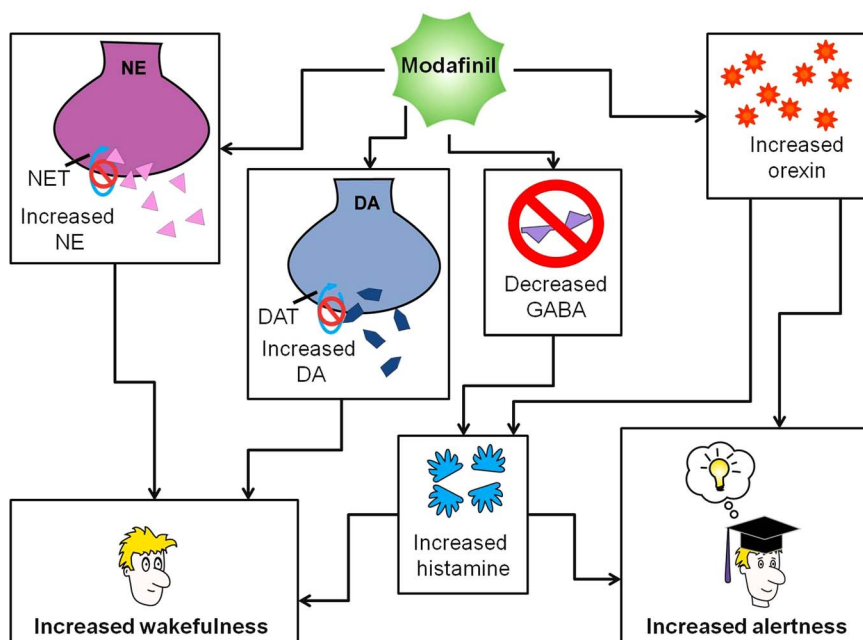 Modafinil
NE
NET
Increased
NE
DA
DAT
Increased
DA
Decreased
GABA
Increased
orexin
Increased
histamine
Increased wakefulness
Increased alertness